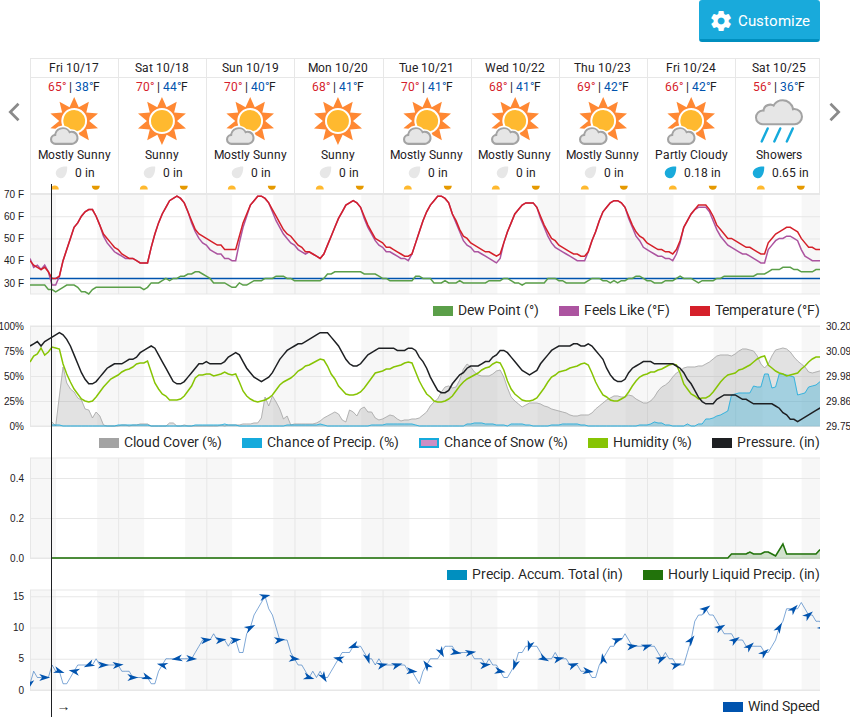 Customize
Fri 10/17 Sat 10/18 Sun 10/19 Mon 10/20 Tue 10/21 Wed 10/22 Thu 10/23 Fri 10/24 Sat 10/25
65° | 38°F 70° | 44°F 70° | 40°F 68° | 41°F 70° | 41°F 68° | 41°F 69° | 42°F 66° | 42°F 56° | 36°F
Mostly Sunny Sunny Mostly Sunny Sunny Mostly Sunny Mostly Sunny Mostly Sunny Partly Cloudy Showers
0 in 0 in 0 in 0 in 0 in 0 in 0 in 0.18 in 0.65 in
70 F
60 F
50 F
40 F
30 F
Dew Point (°) Feels Like (°F) Temperature (°F)
100% 30.20
75% 30.09
50% 29.98
25% 29.86
0% 29.75
Cloud Cover (%) Chance of Precip. (%) Chance of Snow (%) Humidity (%) Pressure. (in)
0.4
0.2
0.0
Precip. Accum. Total (in) Hourly Liquid Precip. (in)
15
10
5
0
→ Wind Speed